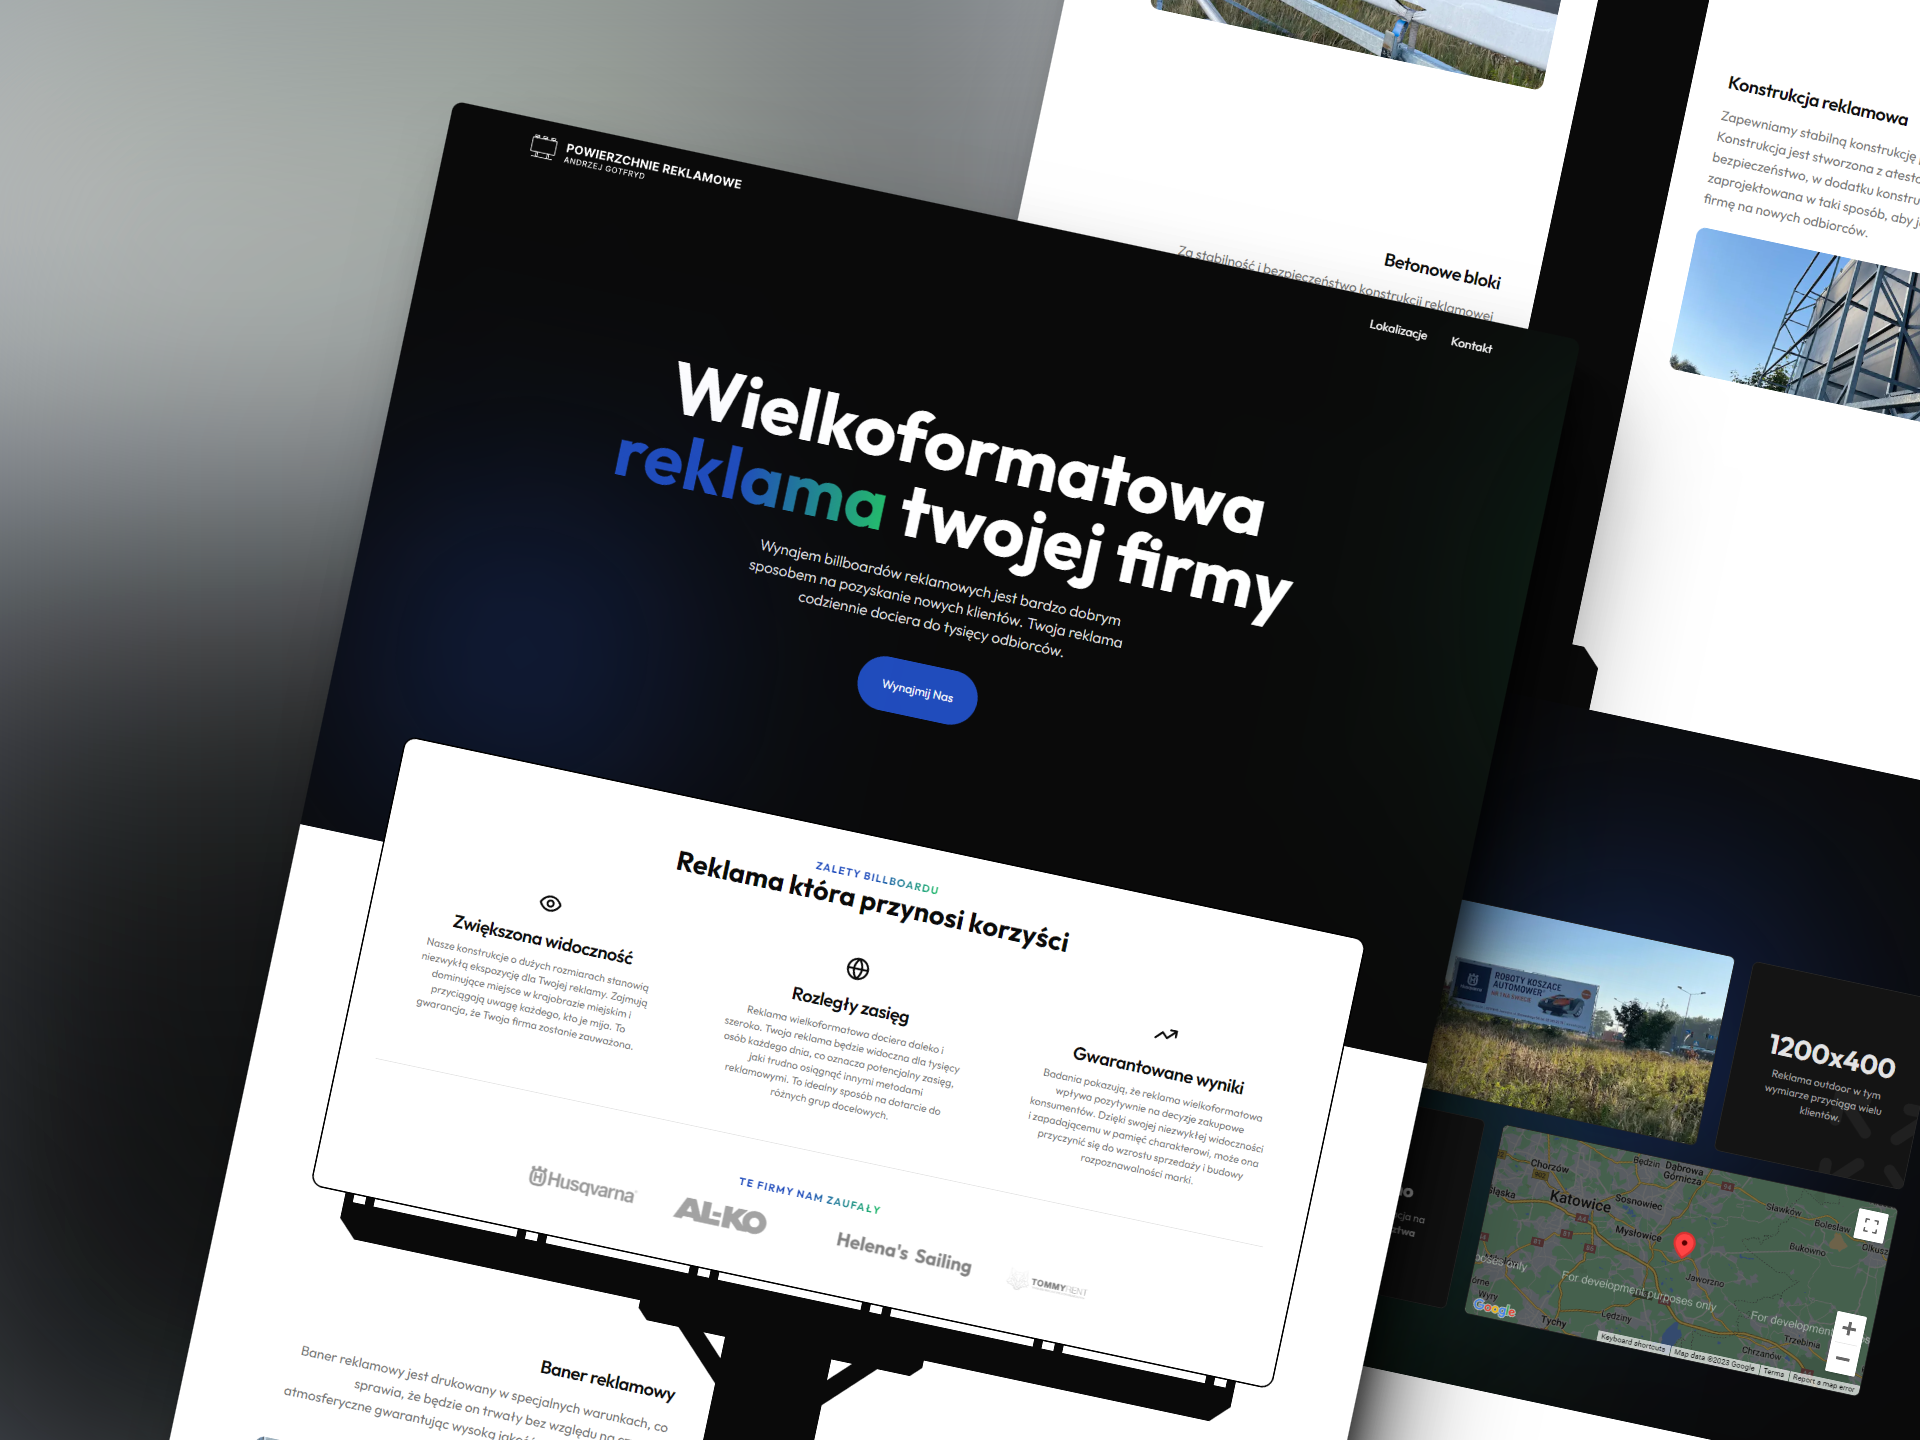 POWIERZCHNIE REKLAMOWE
ANDRZEJ GOTFRYD
Lokalizacje
Kontakt
Wielkoformatowa
reklama twojej firmy
Wynajem billboardów reklamowych jest bardzo dobrym
sposobem na pozyskanie nowych klientów. Twoja reklama
codziennie dociera do tysięcy odbiorców.
Wynajmij Nas
ZALETY BILLBOARDU
Reklama która przynosi korzyści
Zwiększona widoczność
Nasze konstrukcje o dużych rozmiarach stanowią
niezwykłą ekspozycję dla Twojej reklamy. Zajmują
dominujące miejsce w krajobrazie miejskim i
przyciągają uwagę każdego, kto je mija. To
gwarancja, że Twoja firma zostanie zauważona.
Rozległy zasięg
Reklama wielkoformatowa dociera daleko i
szeroko. Twoja reklama będzie widoczna dla tysięcy
osób każdego dnia, co oznacza potencjalny zasięg,
jaki trudno osiągnąć innymi metodami
reklamowymi. To idealny sposób na dotarcie do
różnych grup docelowych.
Gwarantowane wyniki
Badania pokazują, że reklama wielkoformatowa
wpływa pozytywnie na decyzje zakupowe
konsumentów. Dzięki swojej niezwykłej widoczności
i zapadającemu w pamięć charakterowi, może ona
przyczynić się do wzrostu sprzedaży i budowy
rozpoznawalności marki.
TE FIRMY NAM ZAUFAŁY
Husqvarna
AL-KO
Helena's Sailing
TOMMYRENT
Baner reklamowy
Baner reklamowy jest drukowany w specjalnych warunkach, co
sprawia, że będzie on trwały bez względu na
atmosferyczne gwarantując wysoką
Betonowe bloki
Za stabilność i bezpieczeństwo konstrukcji reklamowej
Konstrukcja reklamowa
Zapewniamy stabilną konstrukcję
Konstrukcja jest stworzona z
bezpieczeństwo, w dodatku
zaprojektowana w taki sposób, aby
firmę na nowych odbiorców.
ROBOTY KOSZĄCE
AUTOMOWER
1200x400
Reklama outdoor w tym
wymiarze przyciąga wielu
klientów.
Chorzów
Będzin
Dąbrowa
Górnicza
Katowice
Sosnowiec
Sławków
Bolesław
Olkusz
Mysłowice
Bukowno
Jaworzno
Wyry
Tychy
Lędziny
Trzebinia
Chrzanów
For development purposes only
For development
Google
Keyboard shortcuts
Map data ©2023 Google
Terms
Report a map error